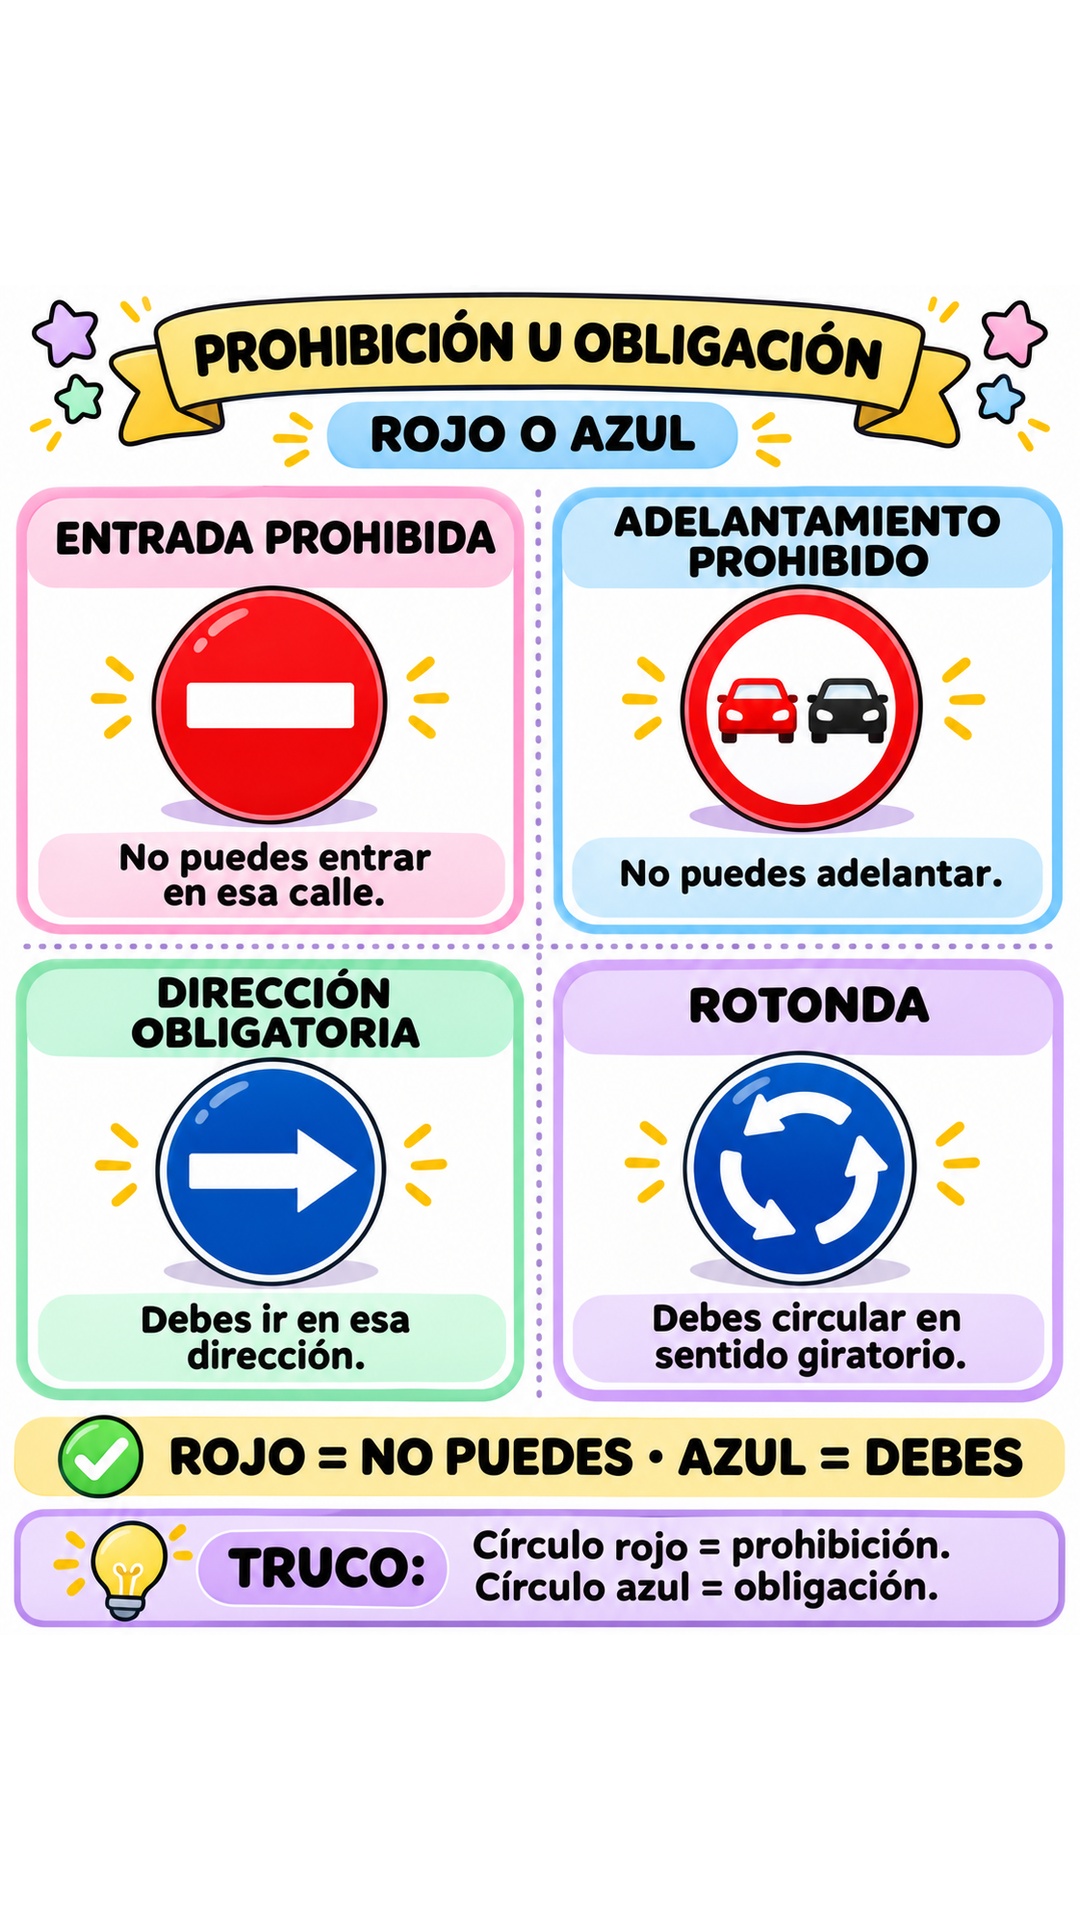 PROHIBICIÓN U OBLIGACIÓN
ROJO O AZUL
ENTRADA PROHIBIDA
No puedes entrar
en esa calle.
ADELANTAMIENTO
PROHIBIDO
No puedes adelantar.
DIRECCIÓN
OBLIGATORIA
Debes ir en esa
dirección.
ROTONDA
Debes circular en
sentido giratorio.
ROJO = NO PUEDES • AZUL = DEBES
TRUCO:
Círculo rojo = prohibición.
Círculo azul = obligación.